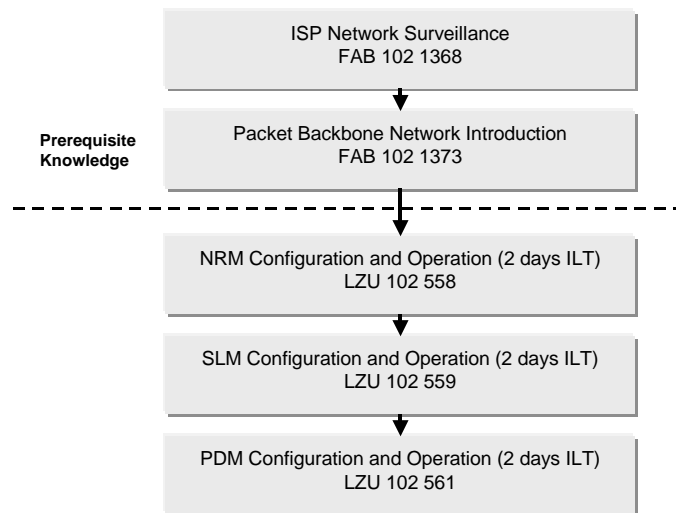 ISP Network Surveillance
FAB 102 1368
Prerequisite
Knowledge
Packet Backbone Network Introduction
FAB 102 1373
NRM Configuration and Operation (2 days ILT)
LZU 102 558
SLM Configuration and Operation (2 days ILT)
LZU 102 559
PDM Configuration and Operation (2 days ILT)
LZU 102 561